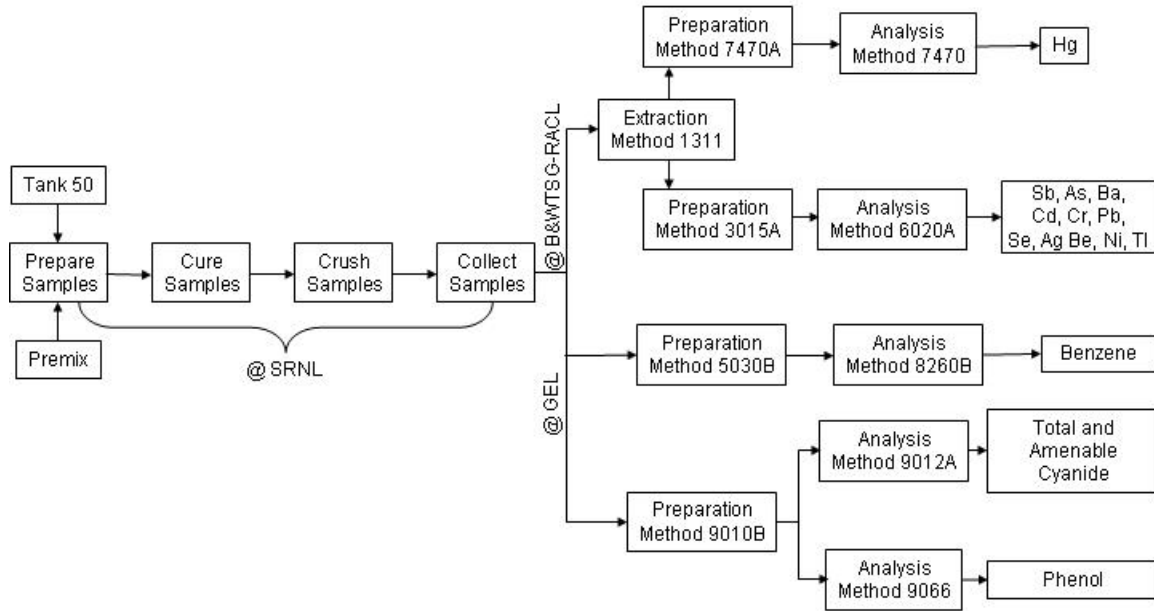 Tank 50
Prepare
Samples
Premix
Cure
Samples
Crush
Samples
Collect
Samples
@ SRNL
@ B&WTSG-RACL
@ GEL
Preparation
Method 7470A
Analysis
Method 7470
Hg
Extraction
Method 1311
Preparation
Method 3015A
Analysis
Method 6020A
Sb, As, Ba,
Cd, Cr, Pb,
Se, Ag Be, Ni, Tl
Preparation
Method 5030B
Analysis
Method 8260B
Benzene
Preparation
Method 9010B
Analysis
Method 9012A
Total and
Amenable
Cyanide
Analysis
Method 9066
Phenol